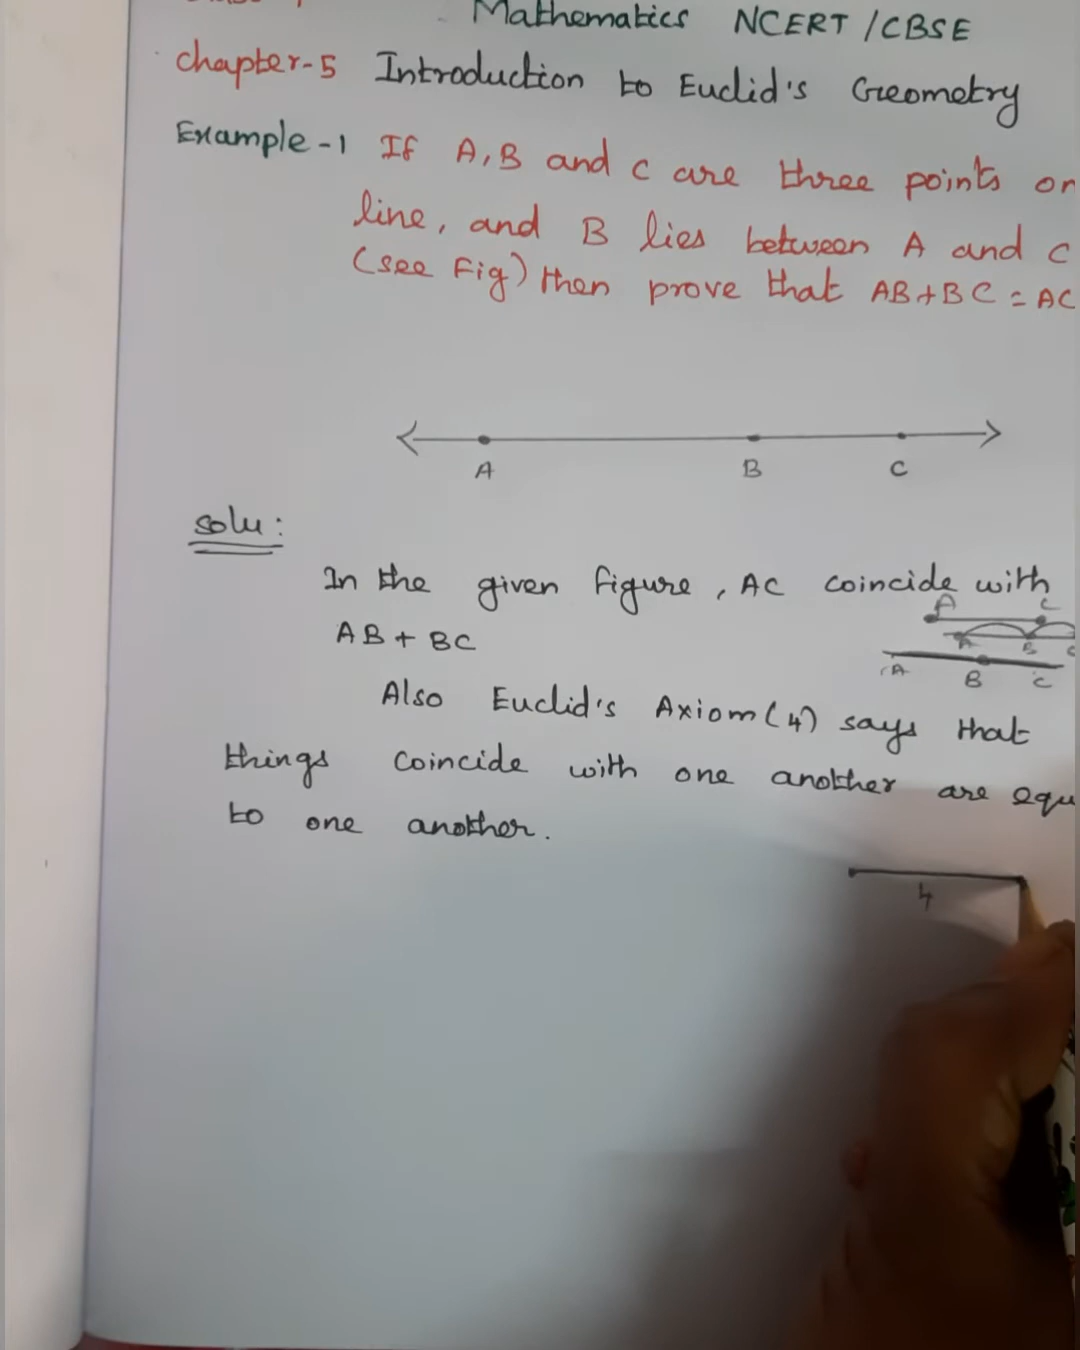 Mathematics NCERT / CBSE
Chapter-5 Introduction to Euclid's Geometry
Example-1 If A, B and C are three points on
line, and B lies between A and C
(see Fig) then prove that AB+BC=AC
A B C
Solu:
In the given figure, AC coincide with
A C
A B C
AB + BC
A B C
Also Euclid's Axiom(4) says that
things coincide with one another are equ
to one another.
4